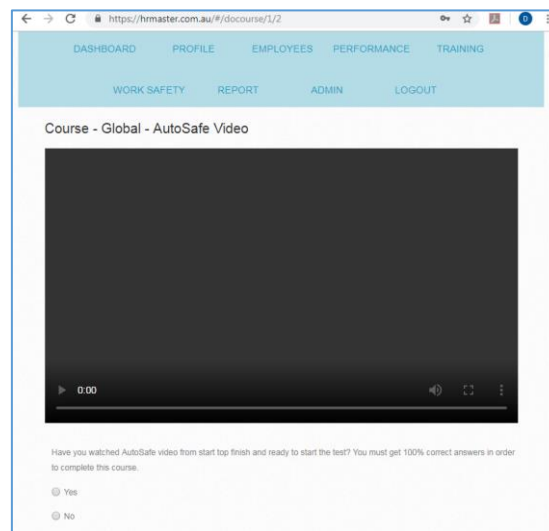 https://hrmaster.com.au/#/docourse/1/2
D
DASHBOARD PROFILE EMPLOYEES PERFORMANCE TRAINING
WORK SAFETY REPORT ADMIN LOGOUT
Course - Global - AutoSafe Video
0:00
Have you watched AutoSafe video from start top finish and ready to start the test? You must get 100% correct answers in order
to complete this course.
Yes
No